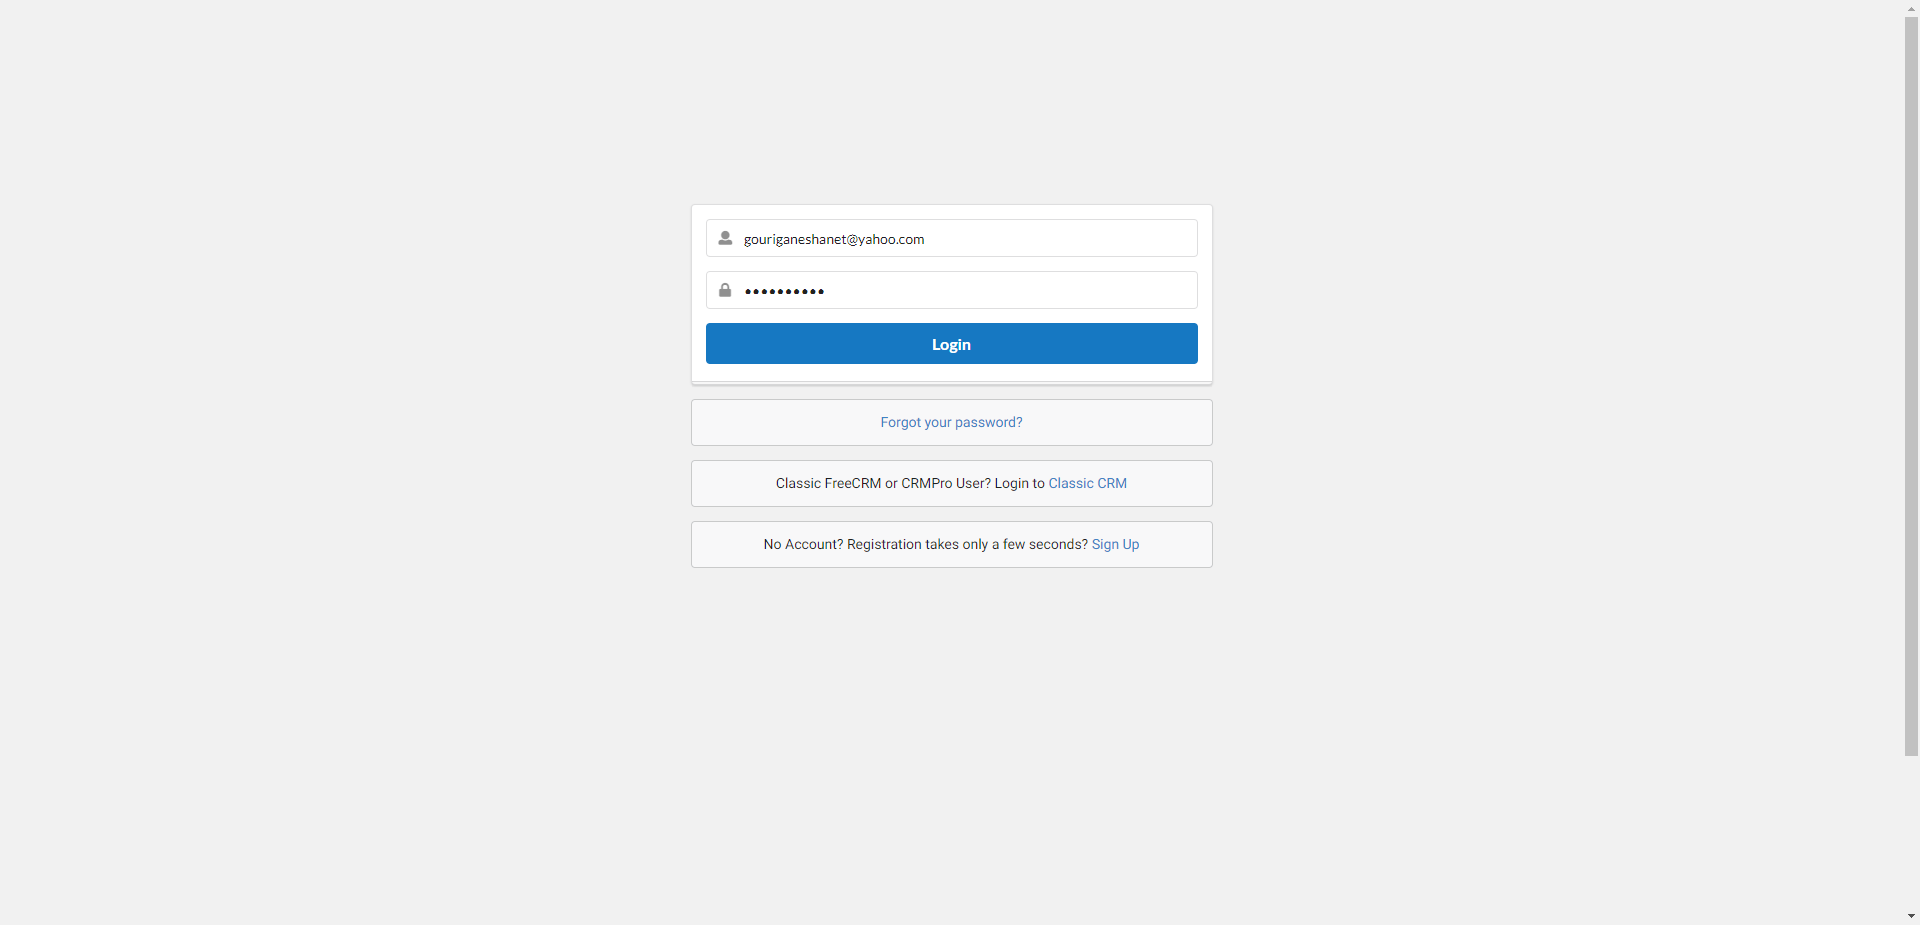 gouriganeshanet@yahoo.com
••••••••••
Login
Forgot your password?
Classic FreeCRM or CRMPro User? Login to Classic CRM
No Account? Registration takes only a few seconds? Sign Up